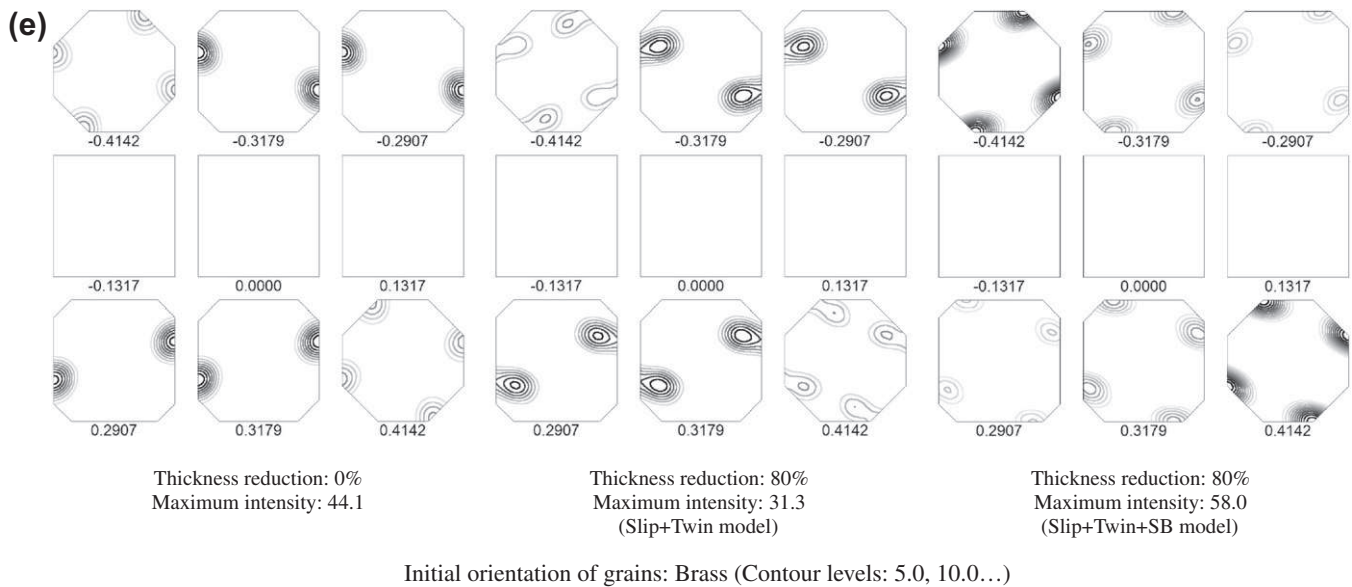 (e)
-0.4142 -0.3179 -0.2907 -0.4142 -0.3179 -0.2907 -0.4142 -0.3179 -0.2907
-0.1317 0.0000 0.1317 -0.1317 0.0000 0.1317 -0.1317 0.0000 0.1317
0.2907 0.3179 0.4142 0.2907 0.3179 0.4142 0.2907 0.3179 0.4142
Thickness reduction: 0%
Maximum intensity: 44.1
Thickness reduction: 80%
Maximum intensity: 31.3
(Slip+Twin model)
Thickness reduction: 80%
Maximum intensity: 58.0
(Slip+Twin+SB model)
Initial orientation of grains: Brass (Contour levels: 5.0, 10.0...)